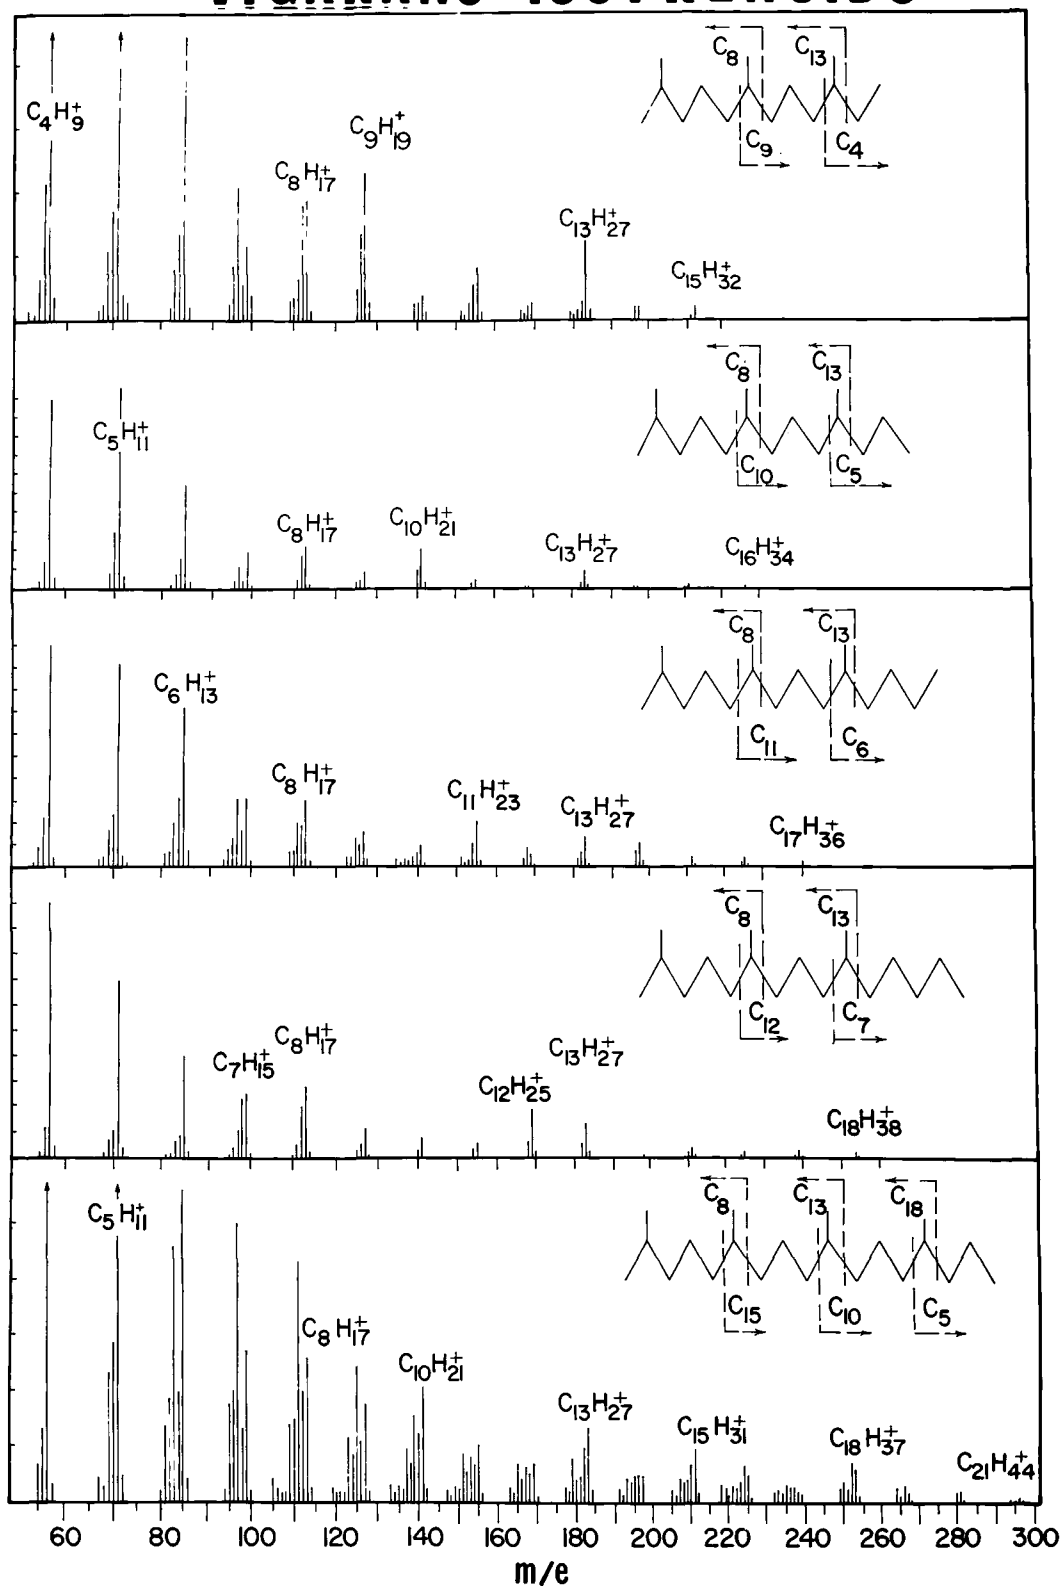 C8 C13
C4H9+ C9H19+
C9 C4
C8H17+
C13H27+
C15H32+
C8 C13
C5H11+
C10 C5
C8H17+ C10H21+ C13H27+ C16H34+
C8 C13
C6H13+
C11 C6
C8H17+ C11H23+ C13H27+
C17H36+
C8 C13
C12 C7
C7H15+ C8H17+ C12H25+ C13H27+
C18H38+
C8 C13 C18
C5H11+
C15 C10 C5
C8H17+ C10H21+
C13H27+ C15H31+ C18H37+
C21H44+
60 80 100 120 140 160 180 200 220 240 260 280 300
m/e